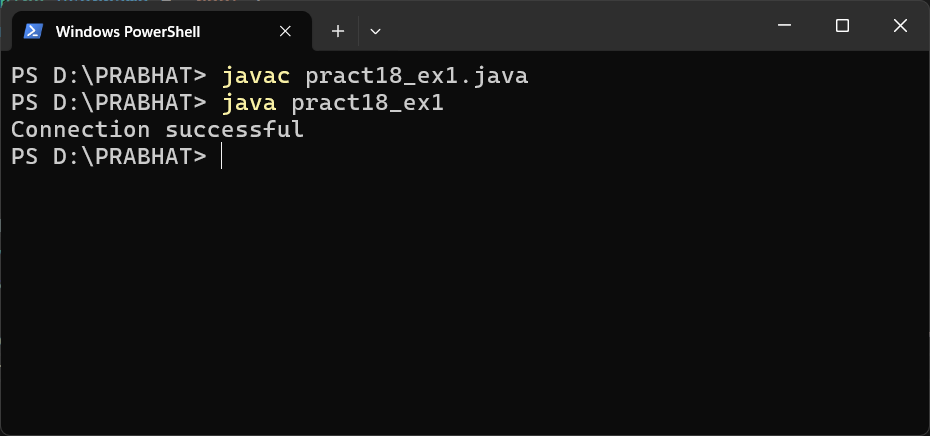 Windows PowerShell
PS D:\PRABHAT> javac pract18_ex1.java
PS D:\PRABHAT> java pract18_ex1
Connection successful
PS D:\PRABHAT>